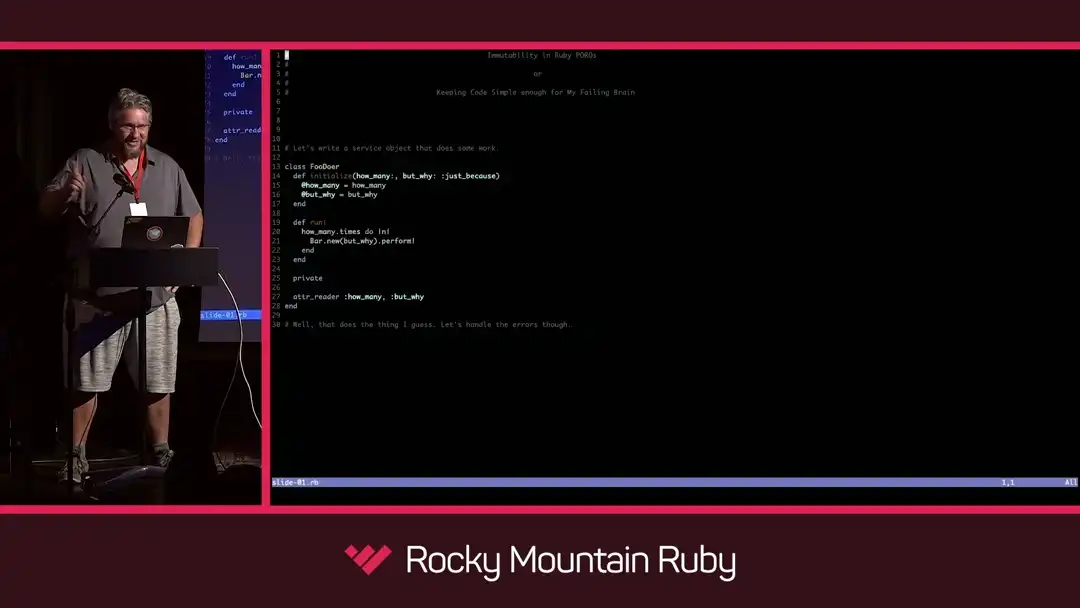 def run!
how_man
Bar.n
end
end
private
attr_read
end
slide-01.rb
1 Immutability in Ruby POROs
2 #
3 # or
4 #
5 # Keeping Code Simple enough for My Failing Brain
6
7
8
9
10
11 # Let's write a service object that does some work.
12
13 class FooDoer
14 def initialize(how_many:, but_why: :just_because)
15 @how_many = how_many
16 @but_why = but_why
17 end
18
19 def run!
20 how_many.times do |n|
21 Bar.new(but_why).perform!
22 end
23 end
24
25 private
26
27 attr_reader :how_many, :but_why
28 end
29
30 # Well, that does the thing I guess. Let's handle the errors though.
slide-01.rb 1,1 All
Rocky Mountain Ruby